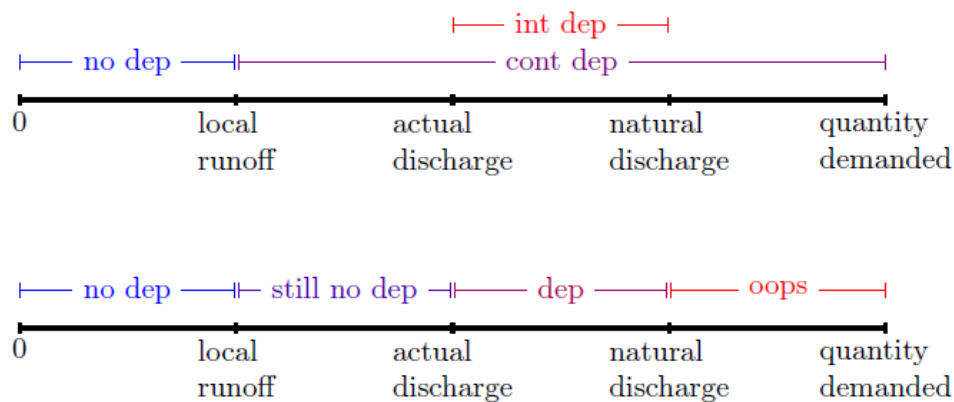 int dep
no dep cont dep
0 local actual natural quantity
runoff discharge discharge demanded
no dep still no dep dep oops
0 local actual natural quantity
runoff discharge discharge demanded